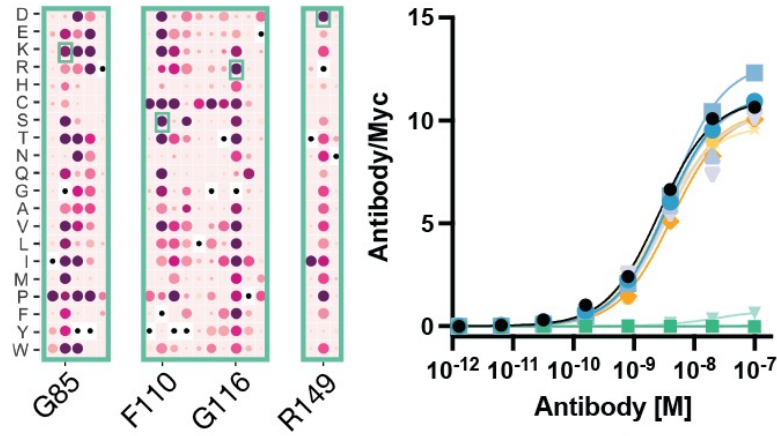 D
E
K
R
H
C
S
T
N
Q
G
A
V
L
I
M
P
F
Y
W
G85
F110
G116
R149
15
10
5
0
Antibody/Myc
10-12
10-11
10-10
10-9
10-8
10-7
Antibody [M]